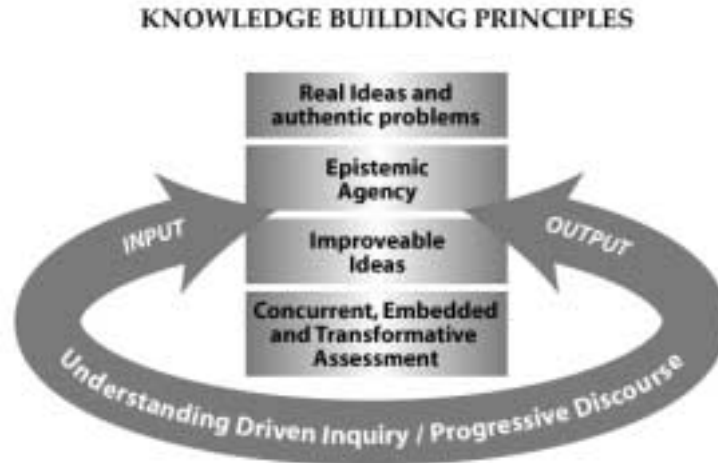 KNOWLEDGE BUILDING PRINCIPLES
Real Ideas and
authentic problems
Epistemic
Agency
INPUT
OUTPUT
Improveable
Ideas
Concurrent, Embedded
and Transformative
Assessment
Understanding Driven Inquiry / Progressive Discourse